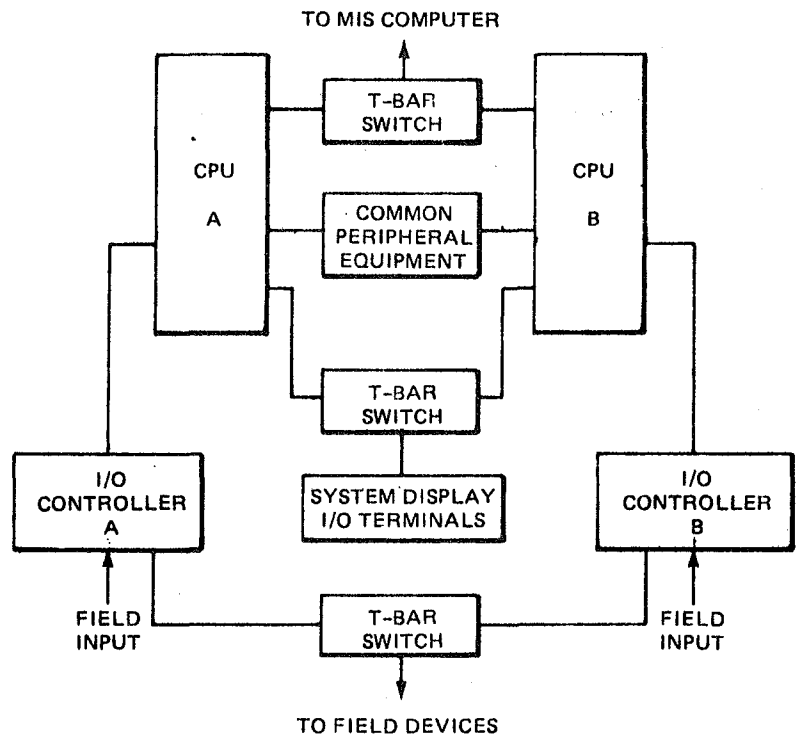 TO MIS COMPUTER
T-BAR
SWITCH
CPU
A
CPU
B
COMMON
PERIPHERAL
EQUIPMENT
T-BAR
SWITCH
I/O
CONTROLLER
A
SYSTEM DISPLAY
I/O TERMINALS
I/O
CONTROLLER
B
FIELD
INPUT
T-BAR
SWITCH
FIELD
INPUT
TO FIELD DEVICES